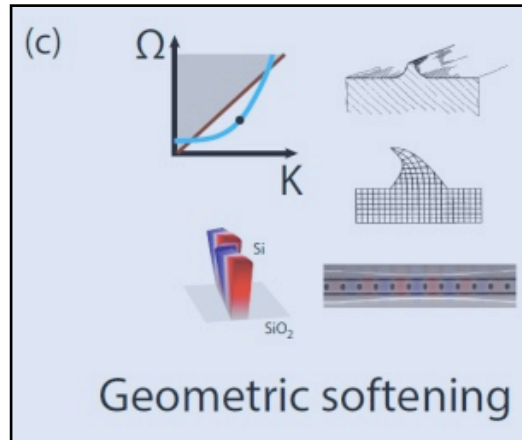 (c)
Ω
K
Si
SiO₂
Geometric softening